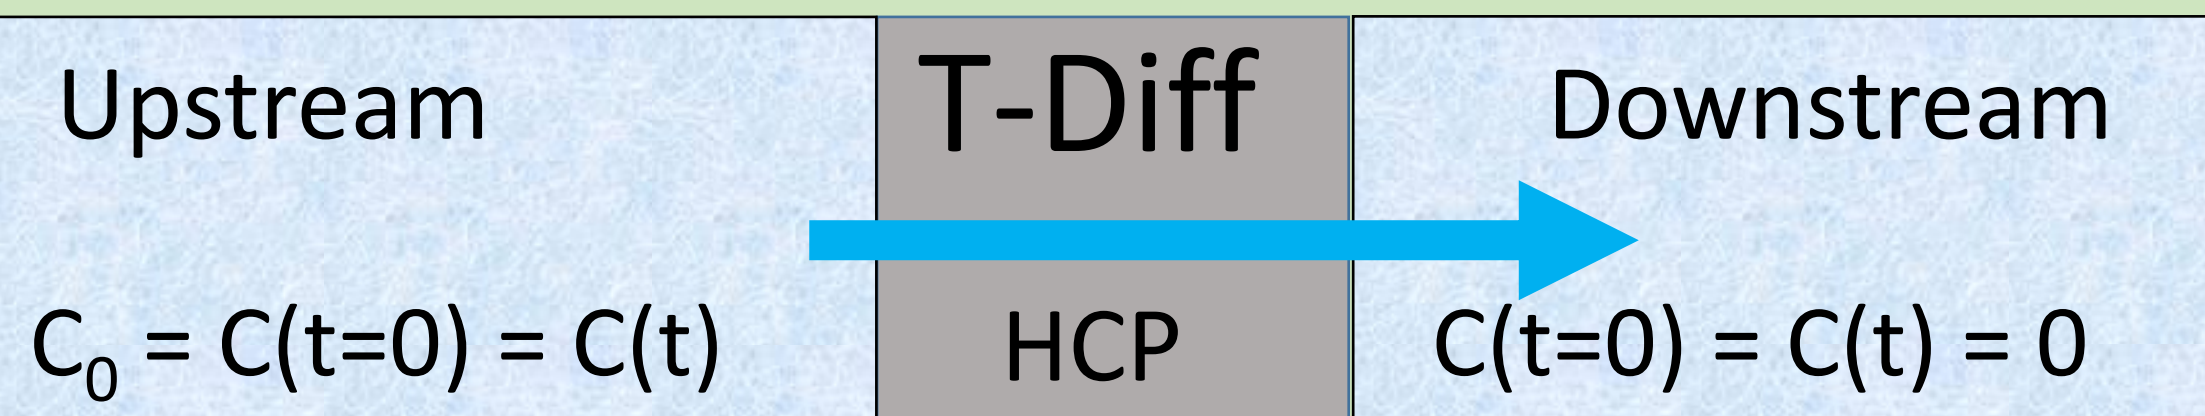 Upstream
T-Diff
Downstream
C₀ = C(t=0) = C(t)
HCP
C(t=0) = C(t) = 0